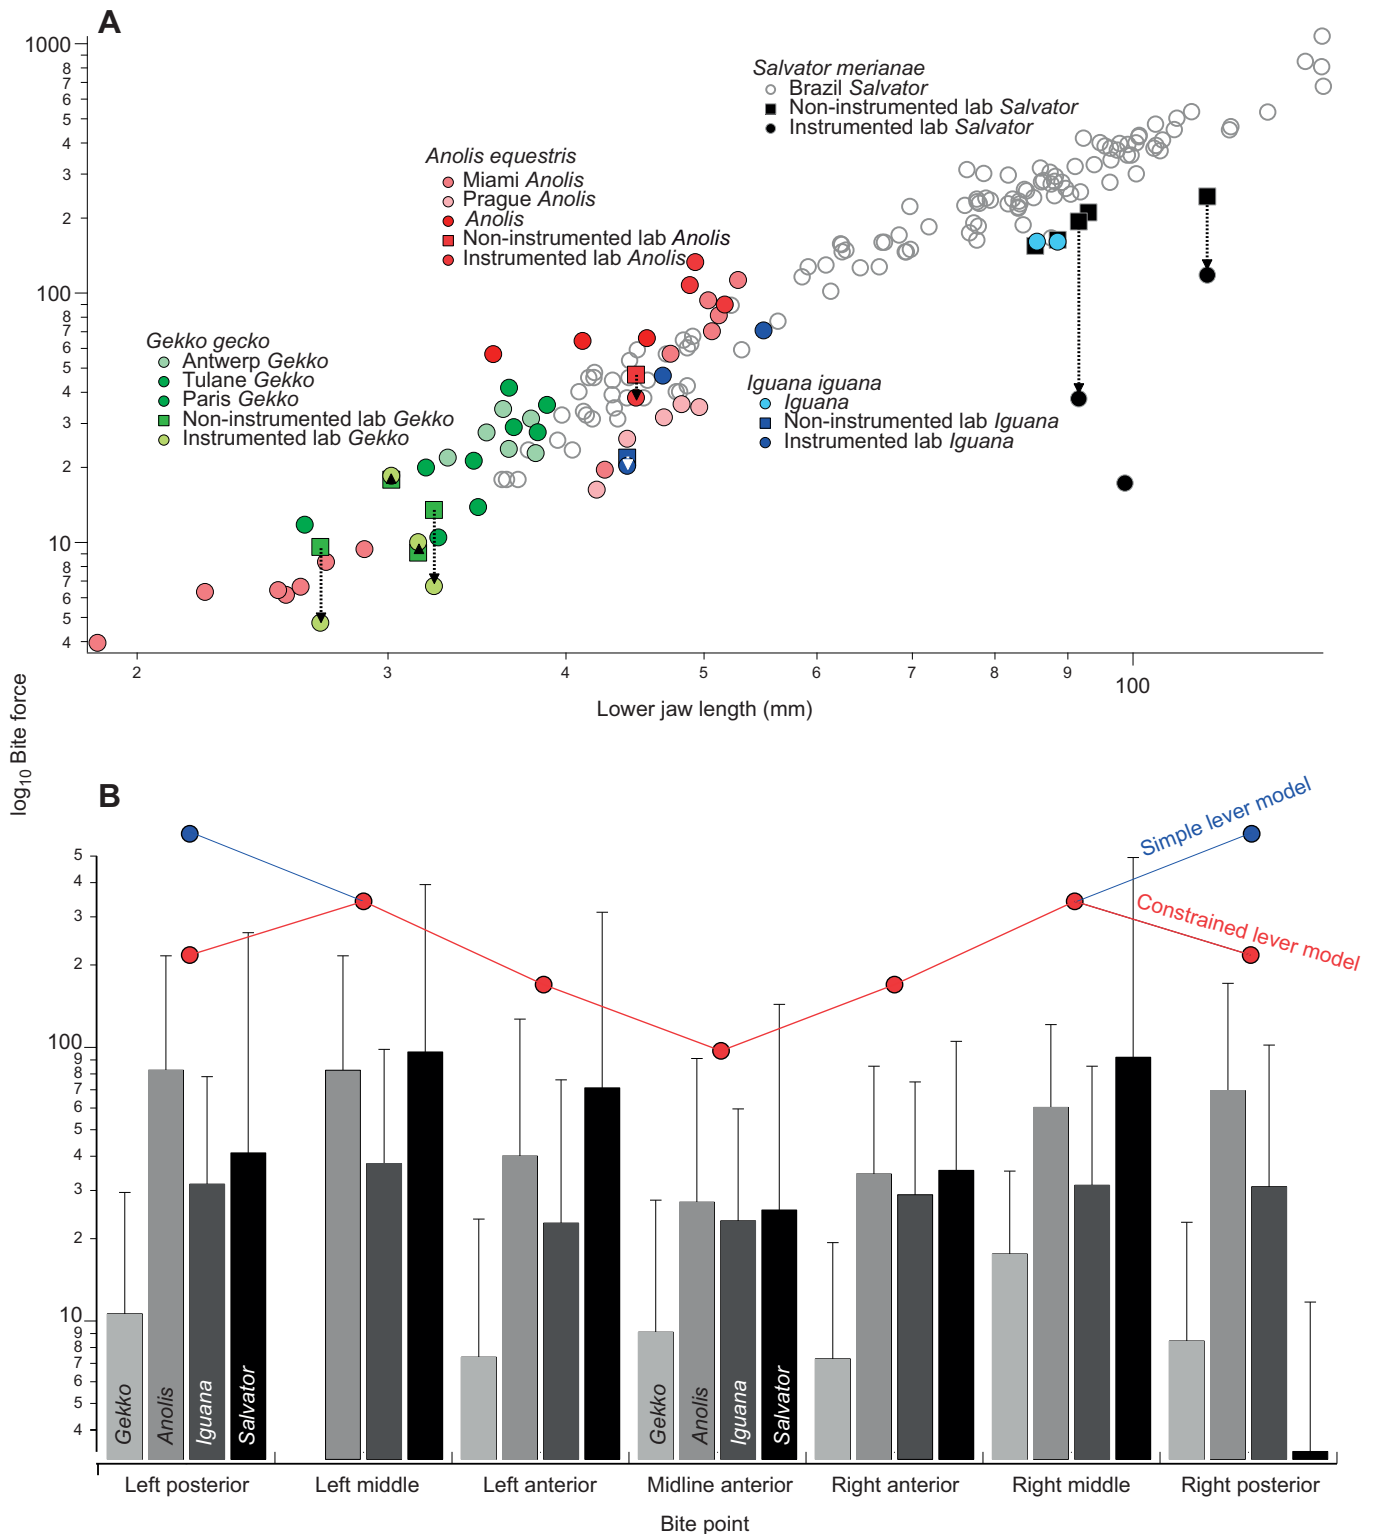 A
1000
8
7
6
5
4
3
2
100
8
7
6
5
4
3
2
10
8
7
6
5
4
Salvator merianae
Brazil Salvator
Non-instrumented lab Salvator
Instrumented lab Salvator
Anolis equestris
Miami Anolis
Prague Anolis
Anolis
Non-instrumented lab Anolis
Instrumented lab Anolis
Gekko gecko
Antwerp Gekko
Tulane Gekko
Paris Gekko
Non-instrumented lab Gekko
Instrumented lab Gekko
Iguana iguana
Iguana
Non-instrumented lab Iguana
Instrumented lab Iguana
2 3 4 5 6 7 8 9 100
Lower jaw length (mm)
log10 Bite force
B
Simple lever model
Constrained lever model
5
4
3
2
100
9
8
7
6
5
4
3
2
10
9
8
7
6
5
4
Gekko Anolis Iguana Salvator Gekko Anolis Iguana Salvator
Left posterior Left middle Left anterior Midline anterior Right anterior Right middle Right posterior
Bite point